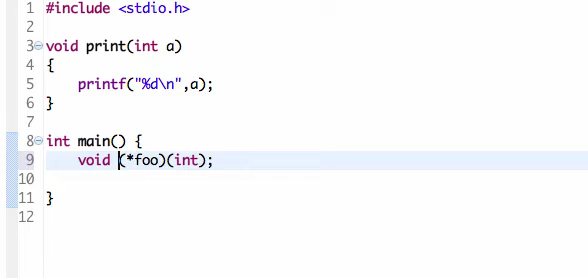 1 #include <stdio.h>
2
3 void print(int a)
4 {
5     printf("%d\n",a);
6 }
7
8 int main() {
9     void (*foo)(int);
10
11 }
12